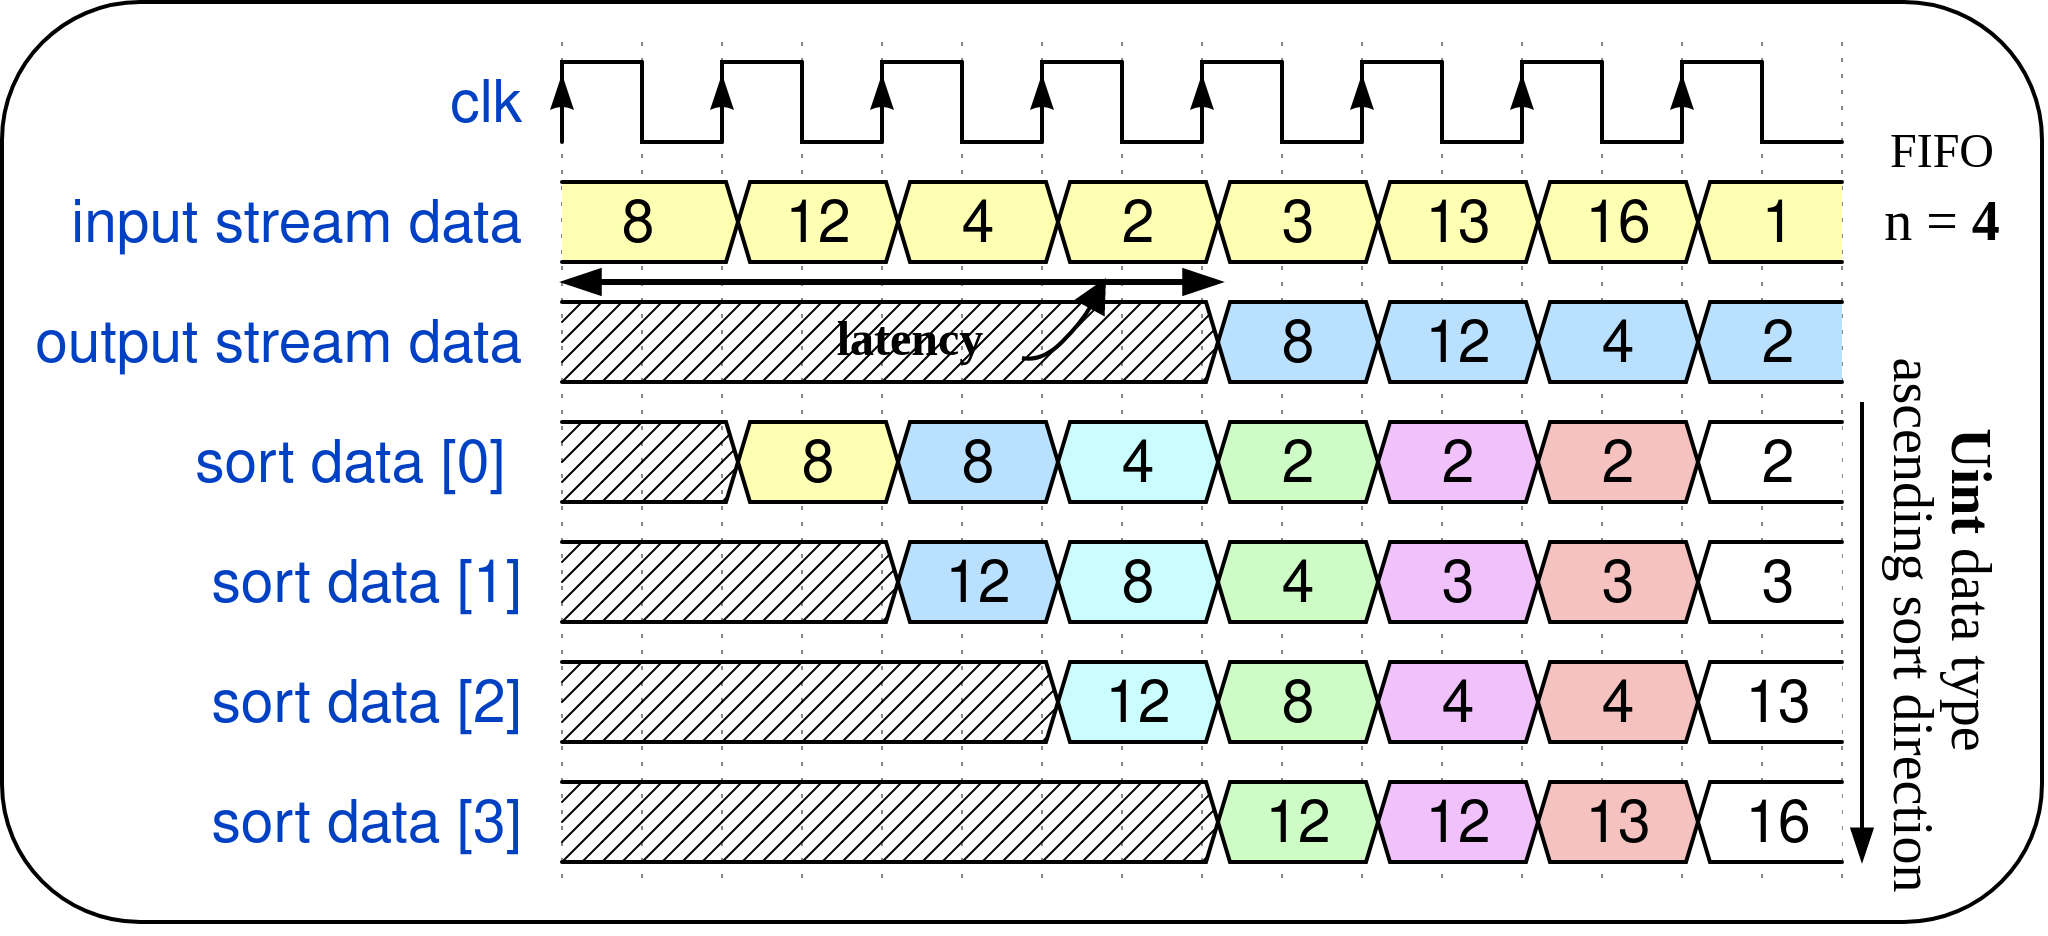 clk
FIFO
input stream data 8 12 4 2 3 13 16 1
n = 4
output stream data latency 8 12 4 2
sort data [0] 8 8 4 2 2 2 2
sort data [1] 12 8 4 3 3 3
sort data [2] 12 8 4 4 13
sort data [3] 12 12 13 16
Uint data type
ascending sort direction